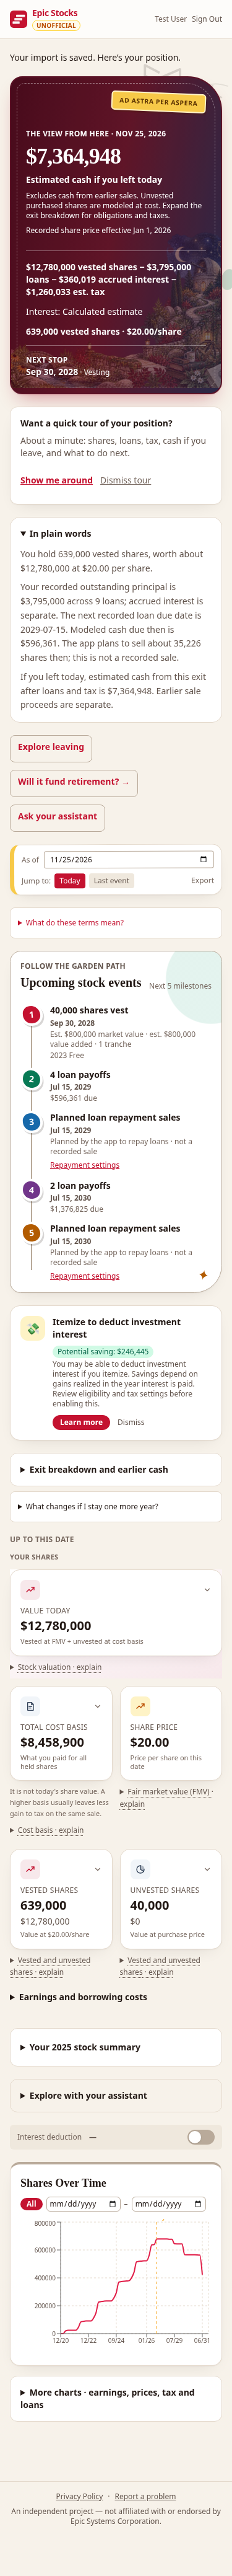 Epic Stocks
UNOFFICIAL
Test User Sign Out
Your import is saved. Here's your position.
AD ASTRA PER ASPERA
THE VIEW FROM HERE · NOV 25, 2026
$7,364,948
Estimated cash if you left today
Excludes cash from earlier sales. Unvested
purchased shares are modeled at cost. Expand the
exit breakdown for obligations and taxes.
Recorded share price effective Jan 1, 2026
$12,780,000 vested shares − $3,795,000
loans − $360,019 accrued interest −
$1,260,033 est. tax
Interest: Calculated estimate
639,000 vested shares · $20.00/share
NEXT STOP
Sep 30, 2028 · Vesting
Want a quick tour of your position?
About a minute: shares, loans, tax, cash if you
leave, and what to do next.
Show me around Dismiss tour
▼ In plain words
You hold 639,000 vested shares, worth about
$12,780,000 at $20.00 per share.
Your recorded outstanding principal is
$3,795,000 across 9 loans; accrued interest is
separate. The next recorded loan due date is
2029-07-15. Modeled cash due then is
$596,361. The app plans to sell about 35,226
shares then; this is not a recorded sale.
If you left today, estimated cash from this exit
after loans and tax is $7,364,948. Earlier sale
proceeds are separate.
Explore leaving
Will it fund retirement? →
Ask your assistant
As of 11/25/2026
Jump to: Today Last event Export
▶ What do these terms mean?
FOLLOW THE GARDEN PATH
Upcoming stock events Next 5 milestones
1 40,000 shares vest
Sep 30, 2028
Est. $800,000 market value · est. $800,000
value added · 1 tranche
2023 Free
2 4 loan payoffs
Jul 15, 2029
$596,361 due
3 Planned loan repayment sales
Jul 15, 2029
Planned by the app to repay loans · not a
recorded sale
Repayment settings
4 2 loan payoffs
Jul 15, 2030
$1,376,825 due
5 Planned loan repayment sales
Jul 15, 2030
Planned by the app to repay loans · not a
recorded sale
Repayment settings
Itemize to deduct investment
interest
Potential saving: $246,445
You may be able to deduct investment
interest if you itemize. Savings depend on
gains realized in the year interest is paid.
Review eligibility and tax settings before
enabling this.
Learn more Dismiss
▶ Exit breakdown and earlier cash
▶ What changes if I stay one more year?
UP TO THIS DATE
YOUR SHARES
VALUE TODAY
$12,780,000
Vested at FMV + unvested at cost basis
▶ Stock valuation · explain
TOTAL COST BASIS
$8,458,900
What you paid for all
held shares
It is not today's share value. A
higher basis usually leaves less
gain to tax on the same sale.
▶ Cost basis · explain
SHARE PRICE
$20.00
Price per share on this
date
▶ Fair market value (FMV) ·
explain
VESTED SHARES
639,000
$12,780,000
Value at $20.00/share
▶ Vested and unvested
shares · explain
UNVESTED SHARES
40,000
$0
Value at purchase price
▶ Vested and unvested
shares · explain
▶ Earnings and borrowing costs
▶ Your 2025 stock summary
▶ Explore with your assistant
Interest deduction —
Shares Over Time
All mm/dd/yyyy – mm/dd/yyyy
800000
600000
400000
200000
0
12/20 12/22 09/24 01/26 07/29 06/31
▶ More charts · earnings, prices, tax and
loans
Privacy Policy · Report a problem
An independent project — not affiliated with or endorsed by
Epic Systems Corporation.